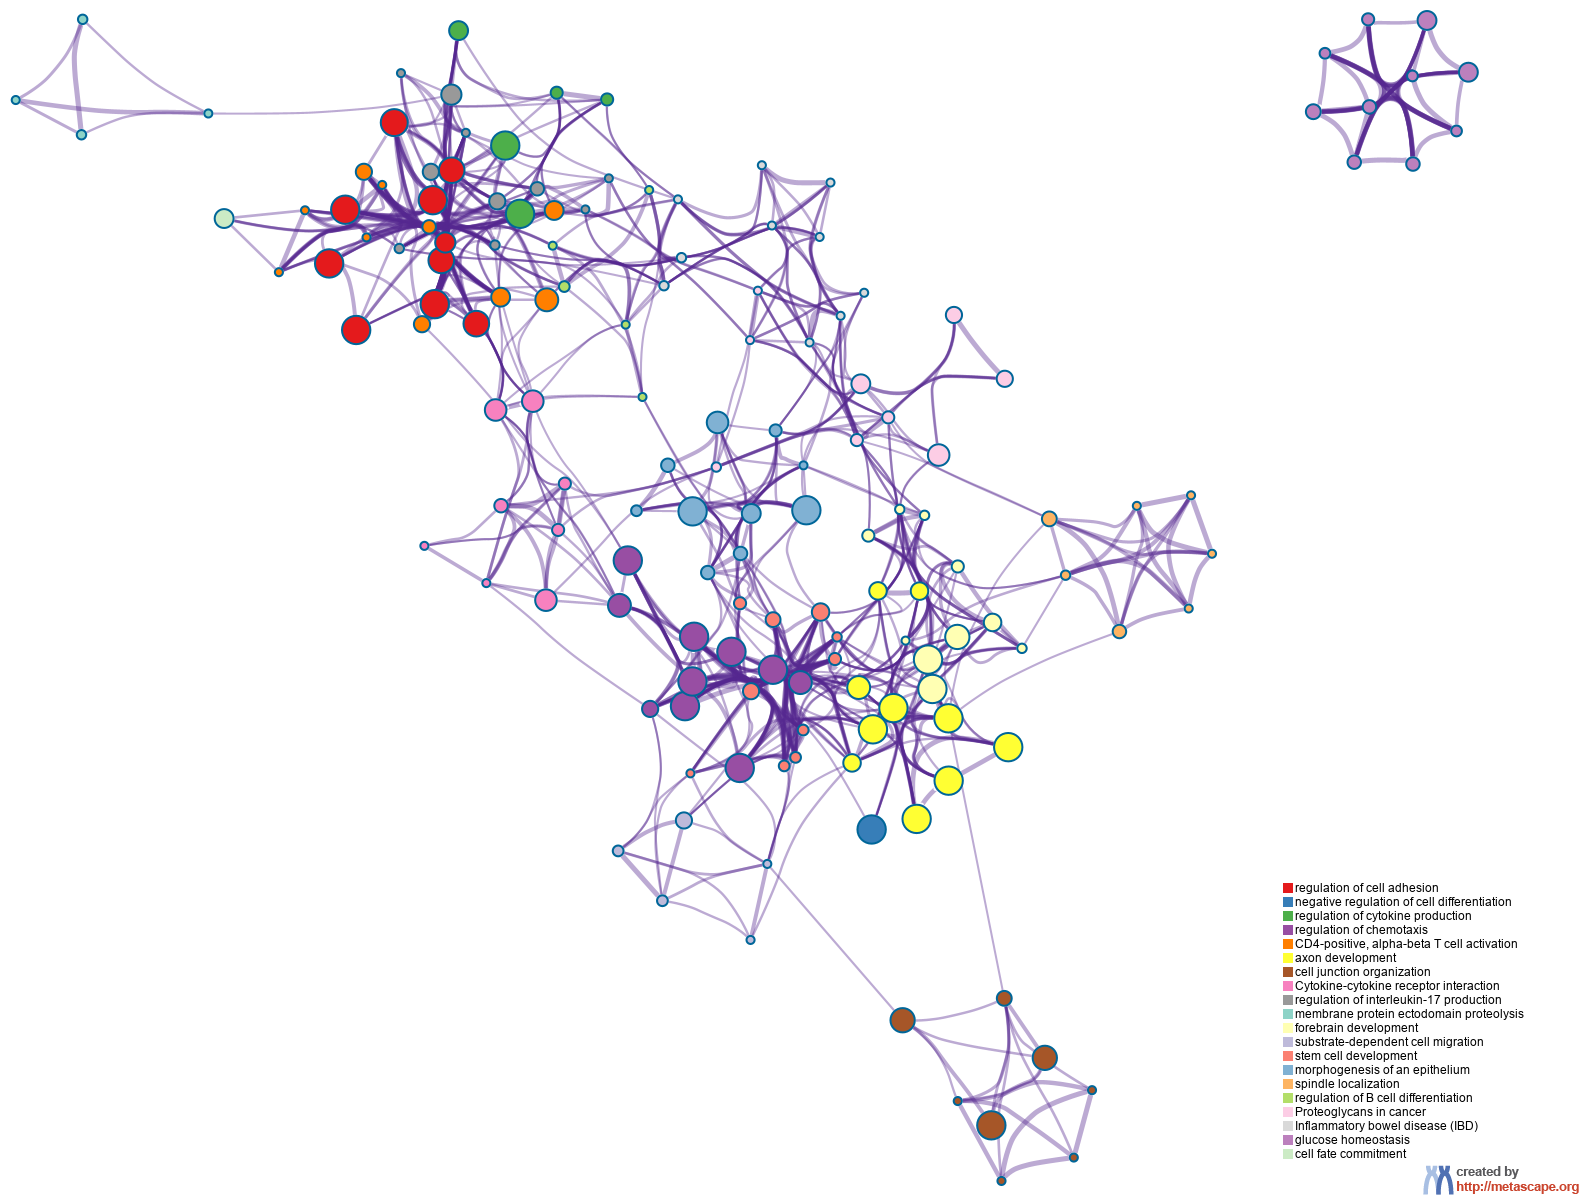 regulation of cell adhesion
negative regulation of cell differentiation
regulation of cytokine production
regulation of chemotaxis
CD4-positive, alpha-beta T cell activation
axon development
cell junction organization
Cytokine-cytokine receptor interaction
regulation of interleukin-17 production
membrane protein ectodomain proteolysis
forebrain development
substrate-dependent cell migration
stem cell development
morphogenesis of an epithelium
spindle localization
regulation of B cell differentiation
Proteoglycans in cancer
Inflammatory bowel disease (IBD)
glucose homeostasis
cell fate commitment
created by
http://metascape.org